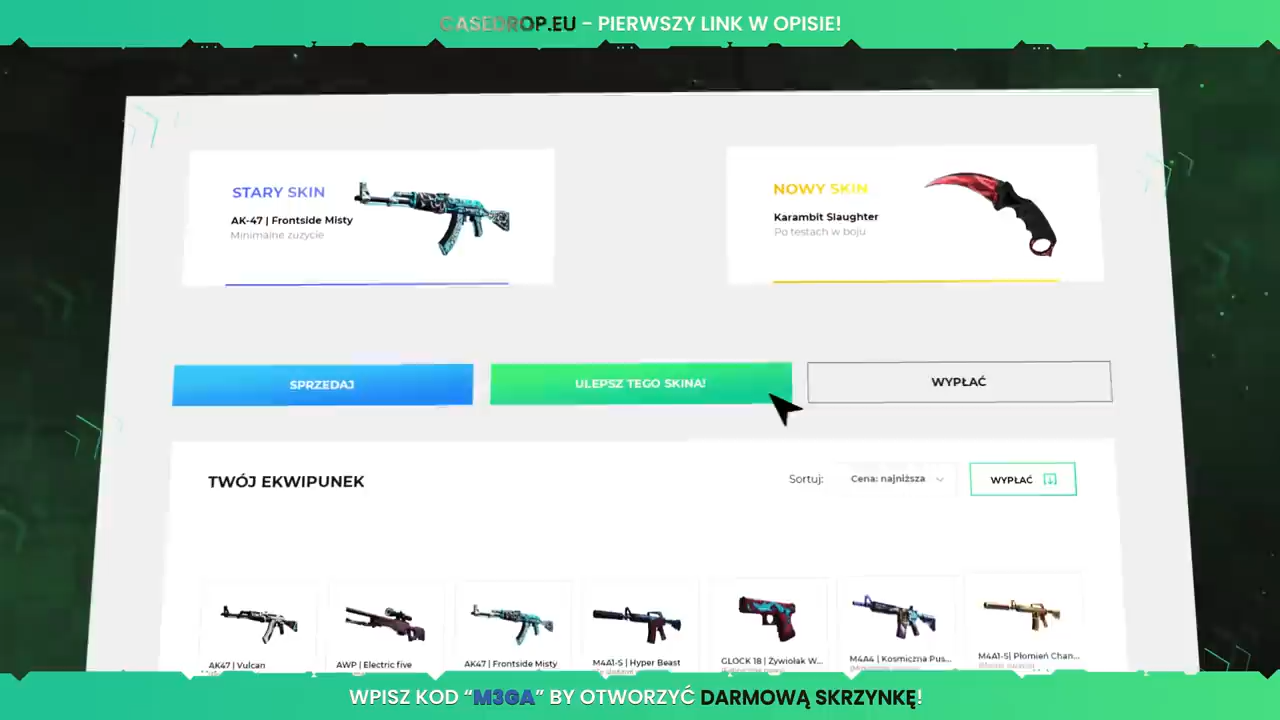 CASEDROP.EU - PIERWSZY LINK W OPISIE!
STARY SKIN
AK-47 | Frontside Misty
Minimalne zużycie
NOWY SKIN
Karambit Slaughter
Po testach w boju
SPRZEDAJ
ULEPSZ TEGO SKINA!
WYPŁAĆ
TWÓJ EKWIPUNEK
Sortuj:
Cena: najniższa
WYPŁAĆ
AK47 | Vulcan
AWP | Electric five
AK47 | Frontside Misty
M4A1-S | Hyper Beast
GLOCK 18 | Żywiołak W...
M4A4 | Kosmiczna Pus...
M4A1-S| Płomień Chan...
WPISZ KOD “M3GA” BY OTWORZYĆ DARMOWĄ SKRZYNKĘ!